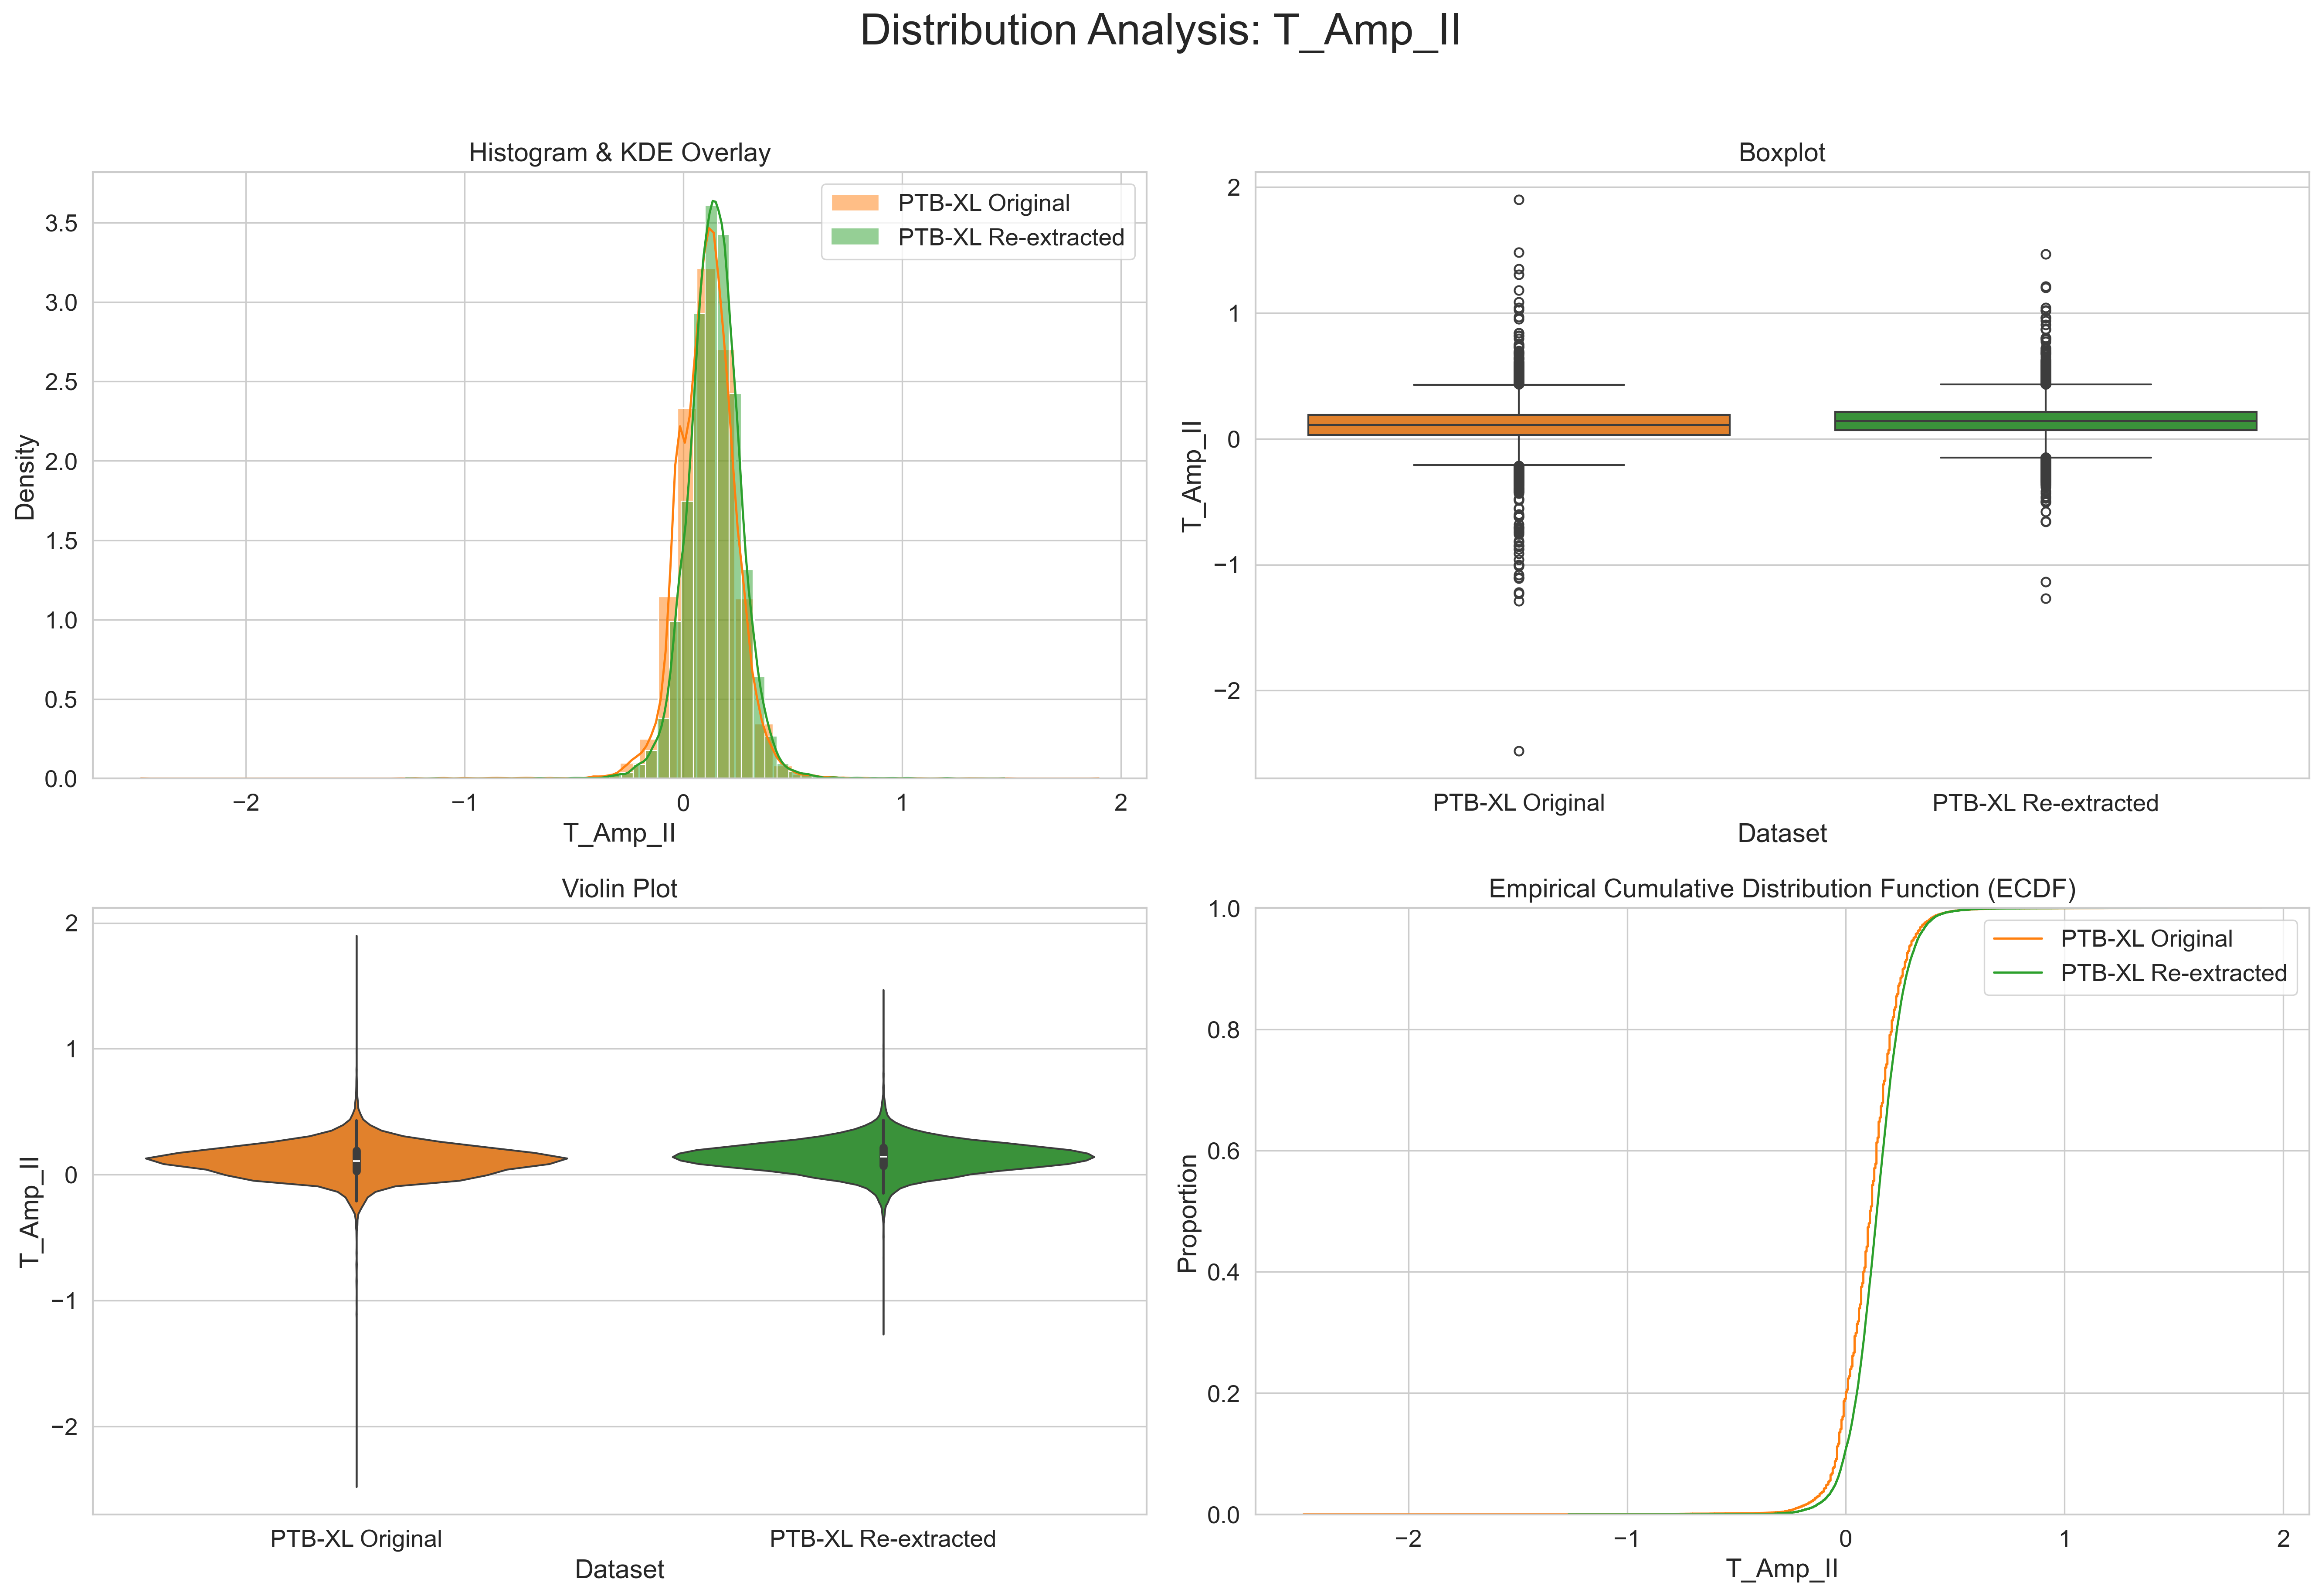 Distribution Analysis: T_Amp_II
Histogram & KDE Overlay
PTB-XL Original
PTB-XL Re-extracted
3.5
3.0
2.5
2.0
1.5
1.0
0.5
0.0
Density
−2 −1 0 1 2
T_Amp_II
Boxplot
2
1
0
−1
−2
T_Amp_II
PTB-XL Original PTB-XL Re-extracted
Dataset
Violin Plot
2
1
0
−1
−2
T_Amp_II
PTB-XL Original PTB-XL Re-extracted
Dataset
Empirical Cumulative Distribution Function (ECDF)
PTB-XL Original
PTB-XL Re-extracted
1.0
0.8
0.6
0.4
0.2
0.0
Proportion
−2 −1 0 1 2
T_Amp_II